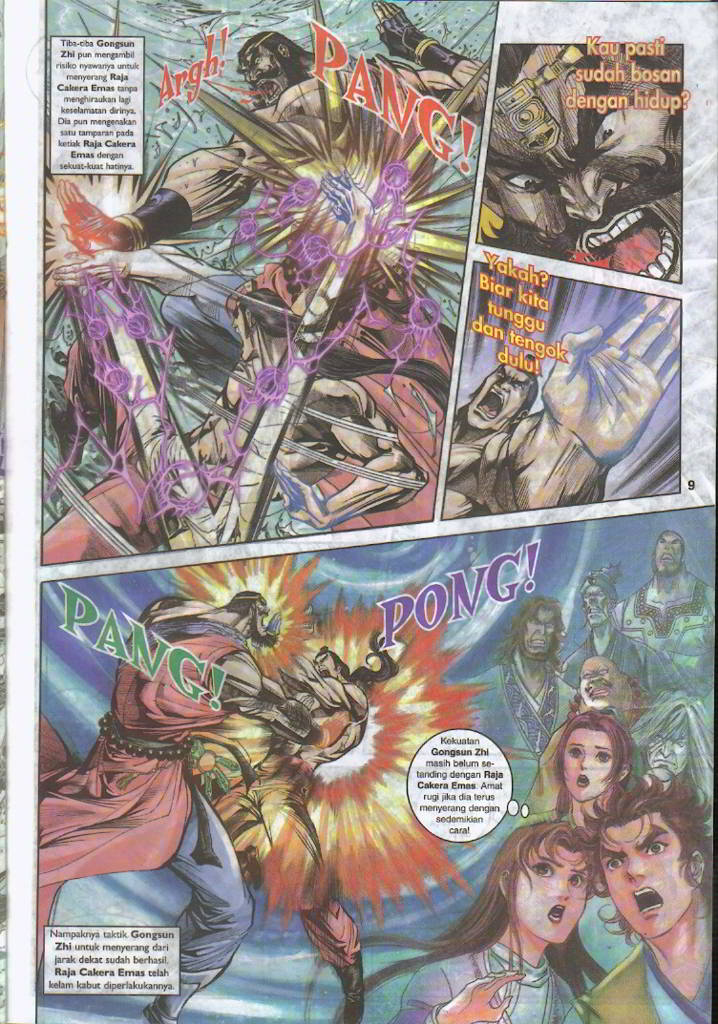 Tiba-tiba Gongsun
Zhi pun mengambil
risiko nyawanya untuk
menyerang Raja
Cakera Emas tanpa
menghiraukan lagi
keselamatan dirinya.
Dia pun mengenakan
satu tamparan pada
ketiak Raja Cakera
Emas dengan
sekuat-kuat hatinya.
Argh!
PANG!
Kau pasti
sudah bosan
dengan hidup?
Yakah?
Biar kita
tunggu
dan tengok
dulu!
9
PANG!
PONG!
Kekuatan
Gongsun Zhi
masih belum se-
tanding dengan Raja
Cakera Emas. Amat
rugi jika dia terus
menyerang dengan
sedemikian
cara!
Nampaknya taktik Gongsun
Zhi untuk menyerang dari
jarak dekat sudah berhasil.
Raja Cakera Emas telah
kelam kabut diperlakukannya.